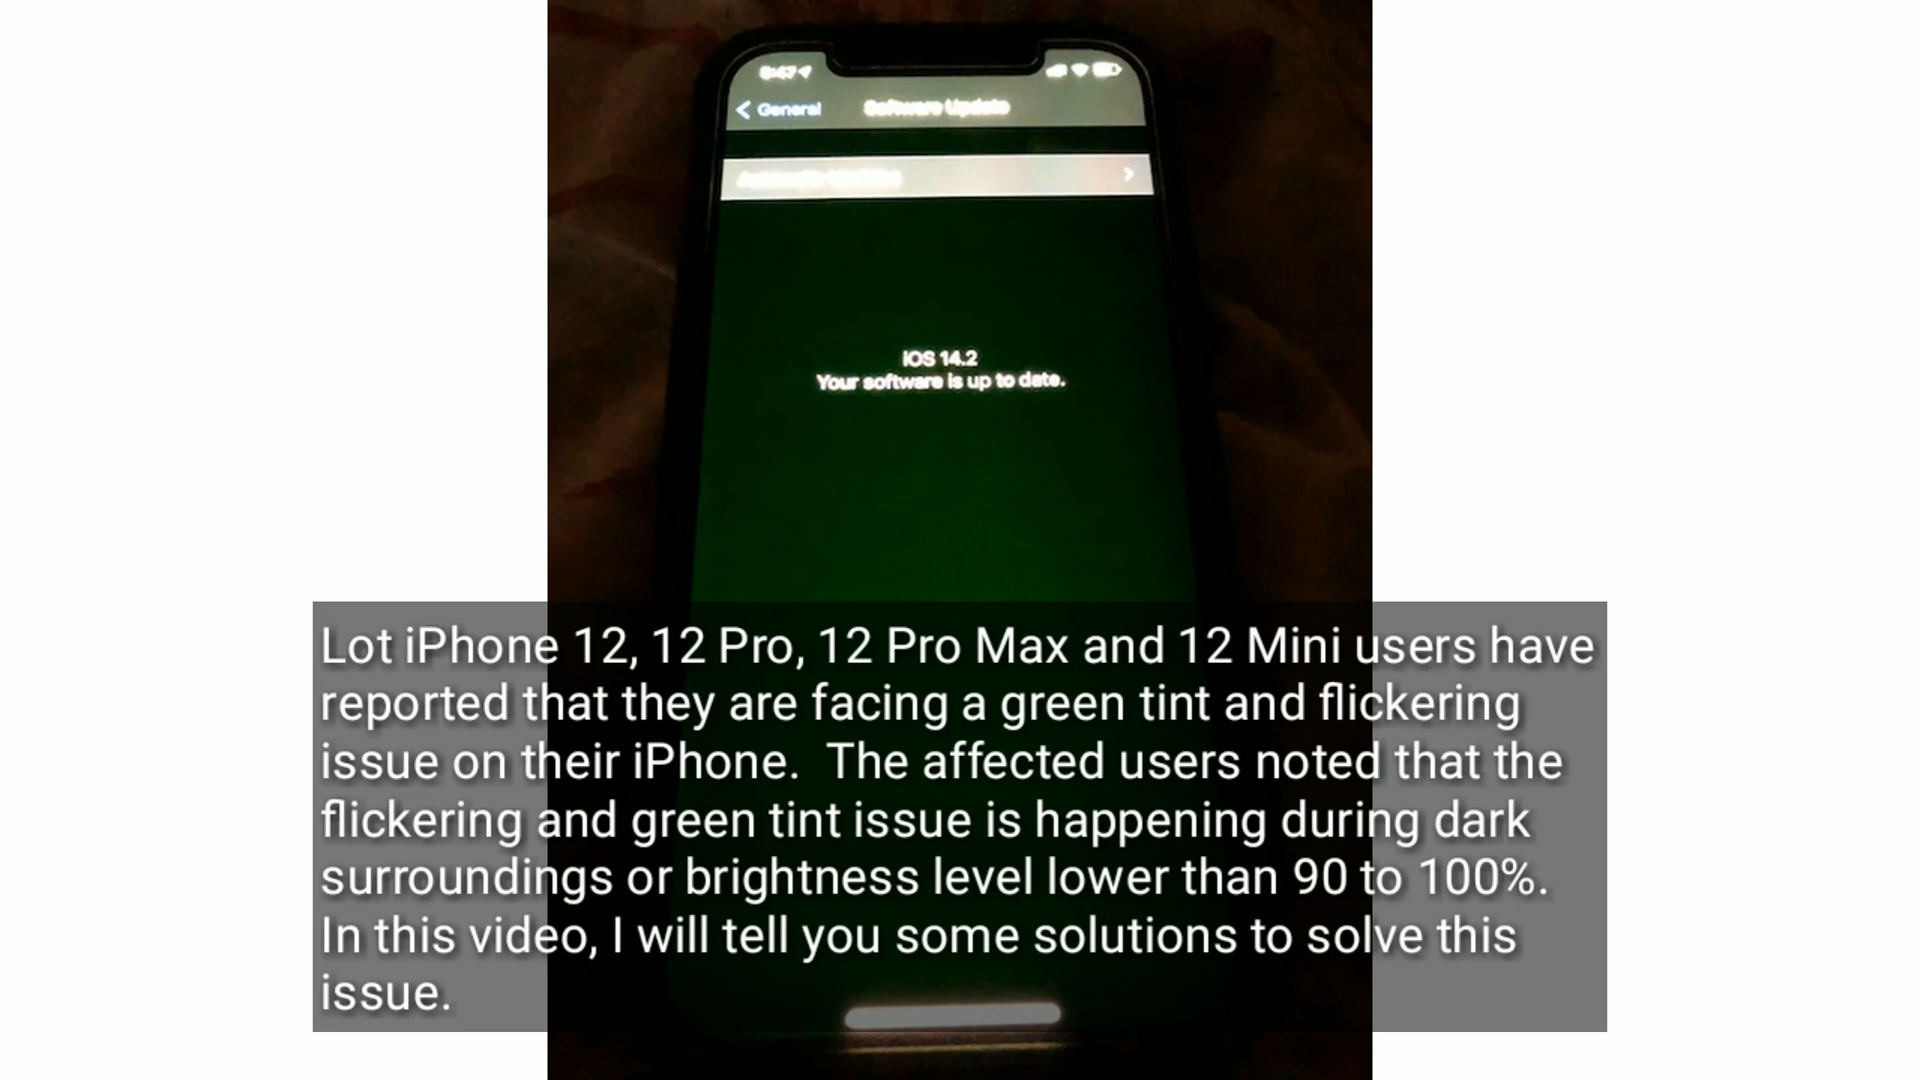 < General
Software Update
iOS 14.2
Your software is up to date.
Lot iPhone 12, 12 Pro, 12 Pro Max and 12 Mini users have
reported that they are facing a green tint and flickering
issue on their iPhone.  The affected users noted that the
flickering and green tint issue is happening during dark
surroundings or brightness level lower than 90 to 100%.
In this video, I will tell you some solutions to solve this
issue.